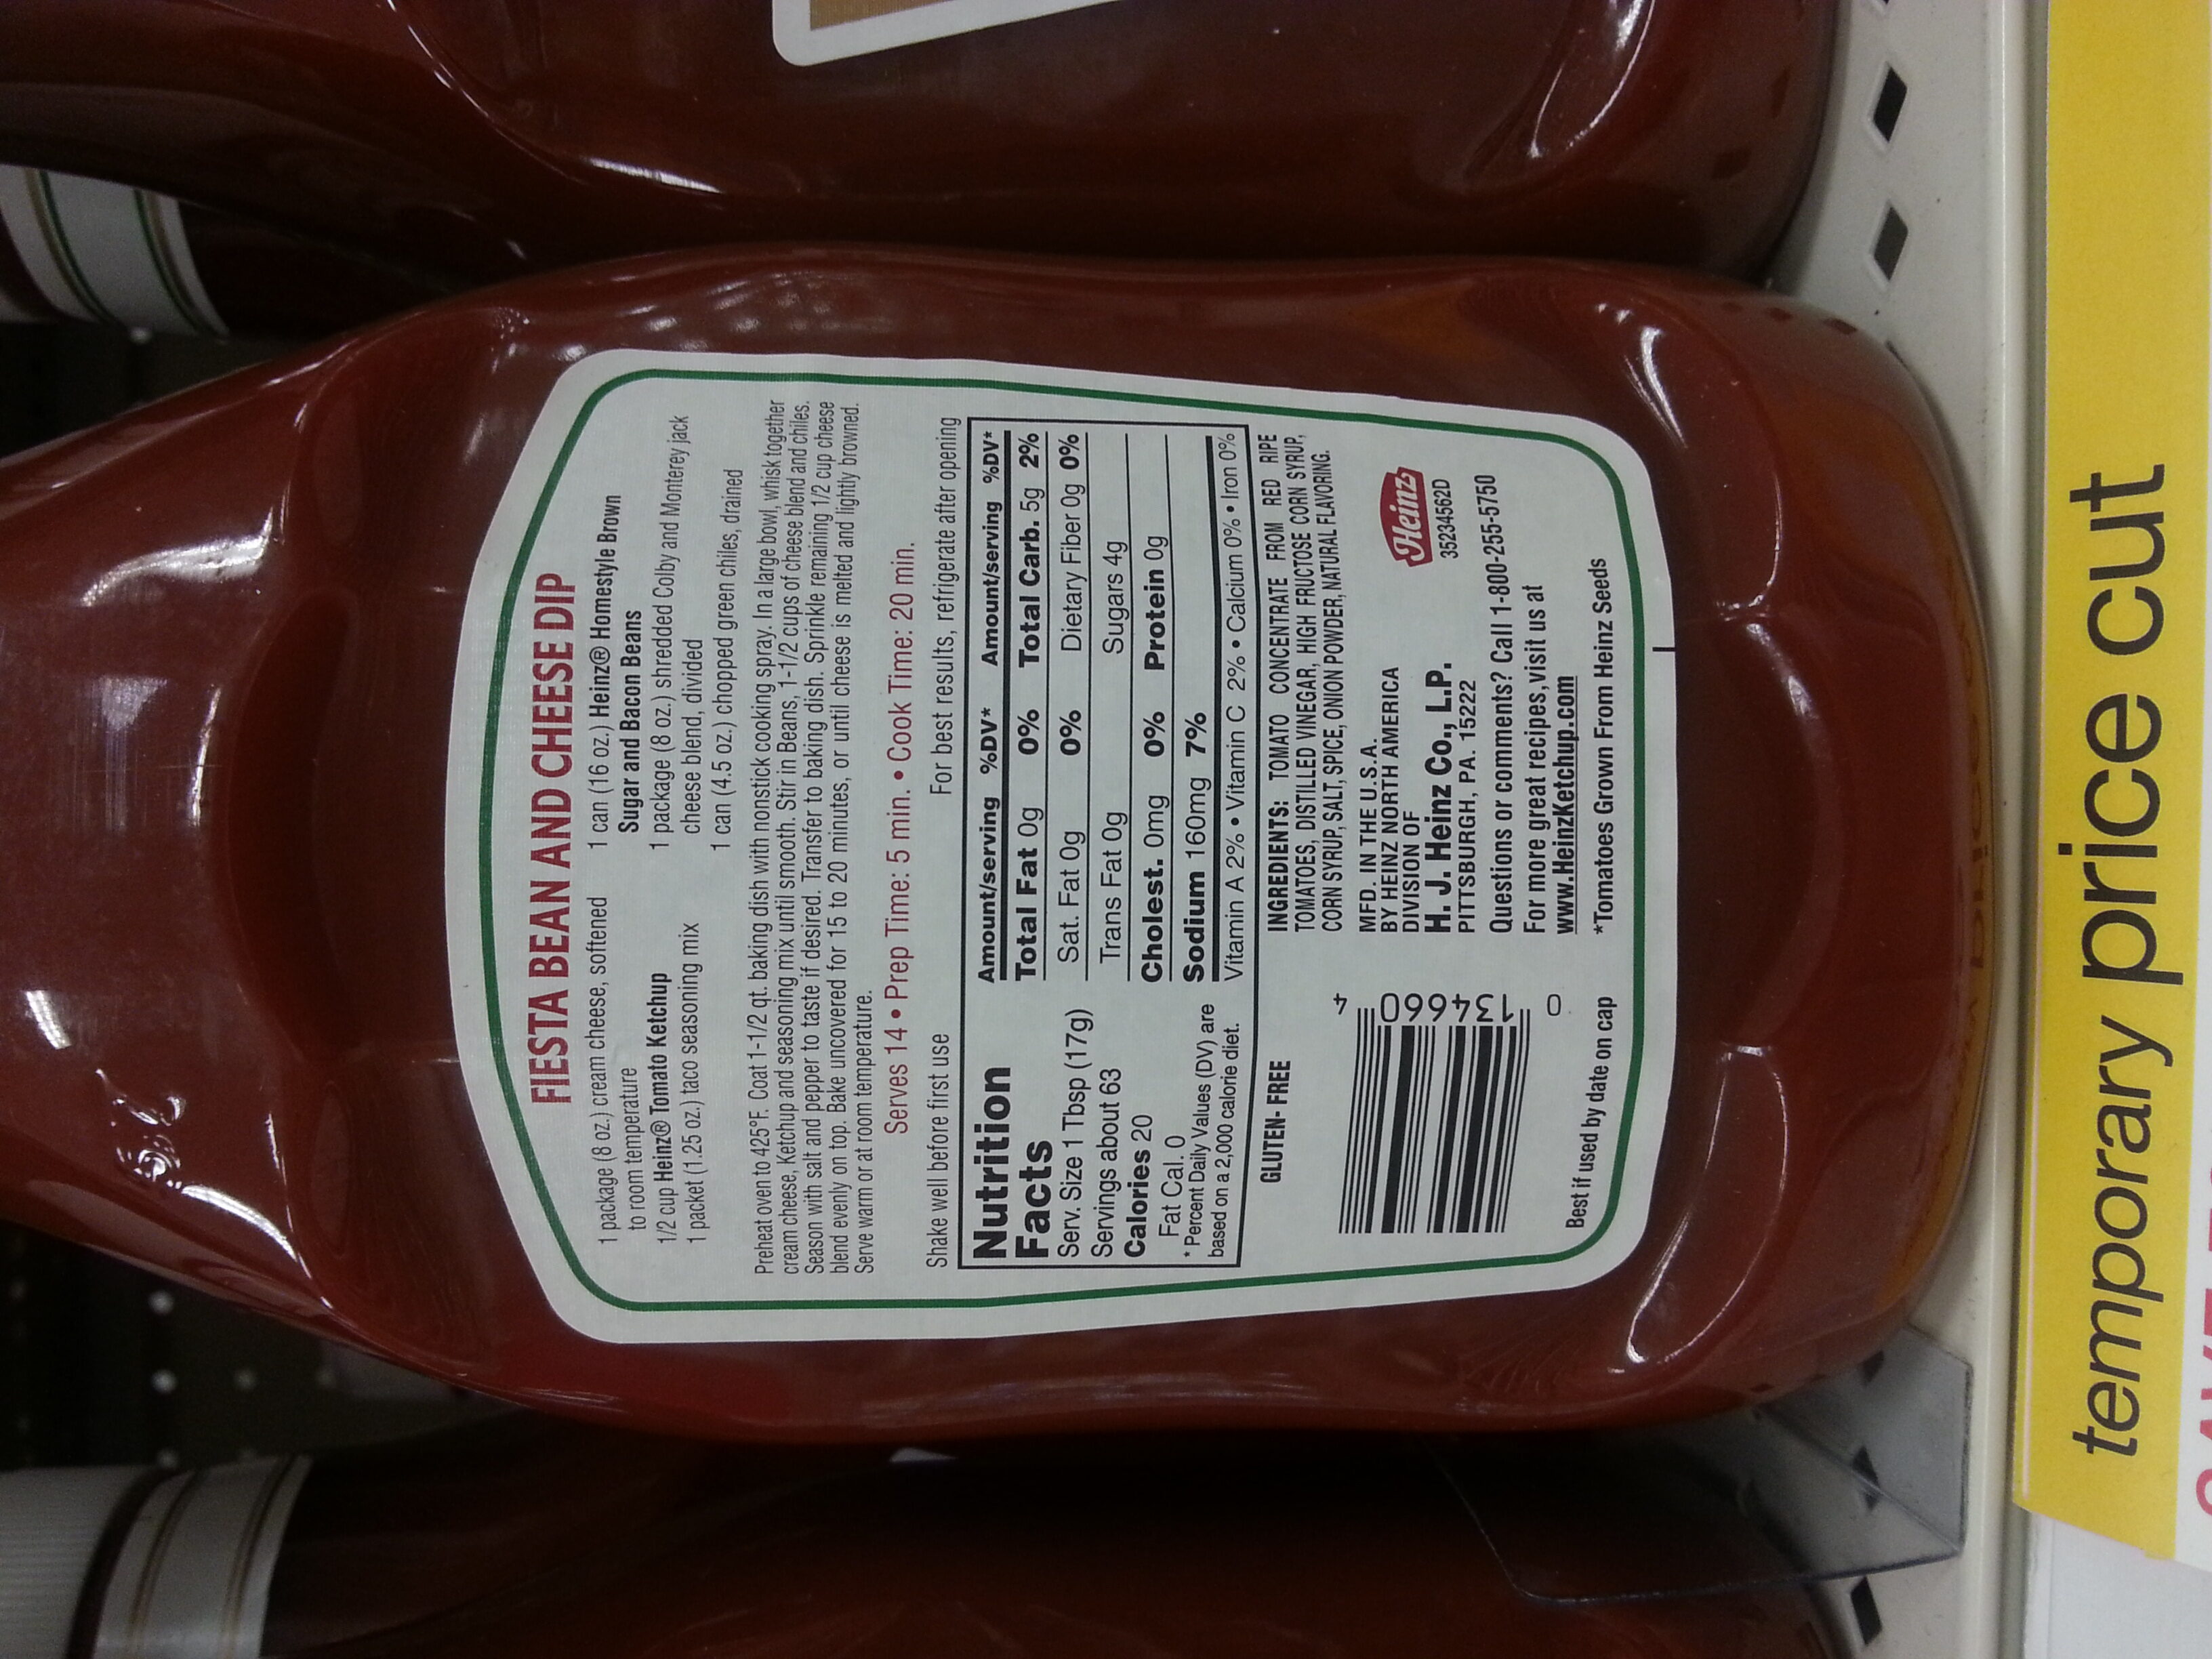 FIESTA BEAN AND CHEESE DIP
1 package (8 oz.) cream cheese, softened
to room temperature
1/2 cup Heinz® Tomato Ketchup
1 packet (1.25 oz.) taco seasoning mix
1 can (16 oz.) Heinz® Homestyle Brown
Sugar and Bacon Beans
1 package (8 oz.) shredded Colby and Monterey jack
cheese blend, divided
1 can (4.5 oz.) chopped green chiles, drained
Preheat oven to 425°F. Coat 1-1/2 qt. baking dish with nonstick cooking spray. In a large bowl, whisk together
cream cheese, Ketchup and seasoning mix until smooth. Stir in Beans, 1-1/2 cups of cheese blend and chiles.
Season with salt and pepper to taste if desired. Transfer to baking dish. Sprinkle remaining 1/2 cup cheese
blend evenly on top. Bake uncovered for 15 to 20 minutes, or until cheese is melted and lightly browned.
Serve warm or at room temperature.
Serves 14 • Prep Time: 5 min. • Cook Time: 20 min.
Shake well before first use
For best results, refrigerate after opening
Nutrition
Facts
Serv. Size 1 Tbsp (17g)
Servings about 63
Calories 20
Fat Cal. 0
* Percent Daily Values (DV) are
based on a 2,000 calorie diet.
Amount/serving %DV* Amount/serving %DV*
Total Fat 0g 0% Total Carb. 5g 2%
Sat. Fat 0g 0% Dietary Fiber 0g 0%
Trans Fat 0g Sugars 4g
Cholest. 0mg 0% Protein 0g
Sodium 160mg 7%
Vitamin A 2% • Vitamin C 2% • Calcium 0% • Iron 0%
GLUTEN- FREE
INGREDIENTS: TOMATO CONCENTRATE FROM RED RIPE
TOMATOES, DISTILLED VINEGAR, HIGH FRUCTOSE CORN SYRUP,
CORN SYRUP, SALT, SPICE, ONION POWDER, NATURAL FLAVORING.
MFD. IN THE U.S.A.
BY HEINZ NORTH AMERICA
DIVISION OF
H. J. Heinz Co., L.P.
PITTSBURGH, PA. 15222
Heinz
35234562D
Questions or comments? Call 1-800-255-5750
For more great recipes,visit us at
www.HeinzKetchup.com
*Tomatoes Grown From Heinz Seeds
0
134660
4
Best if used by date on cap
temporary price cut